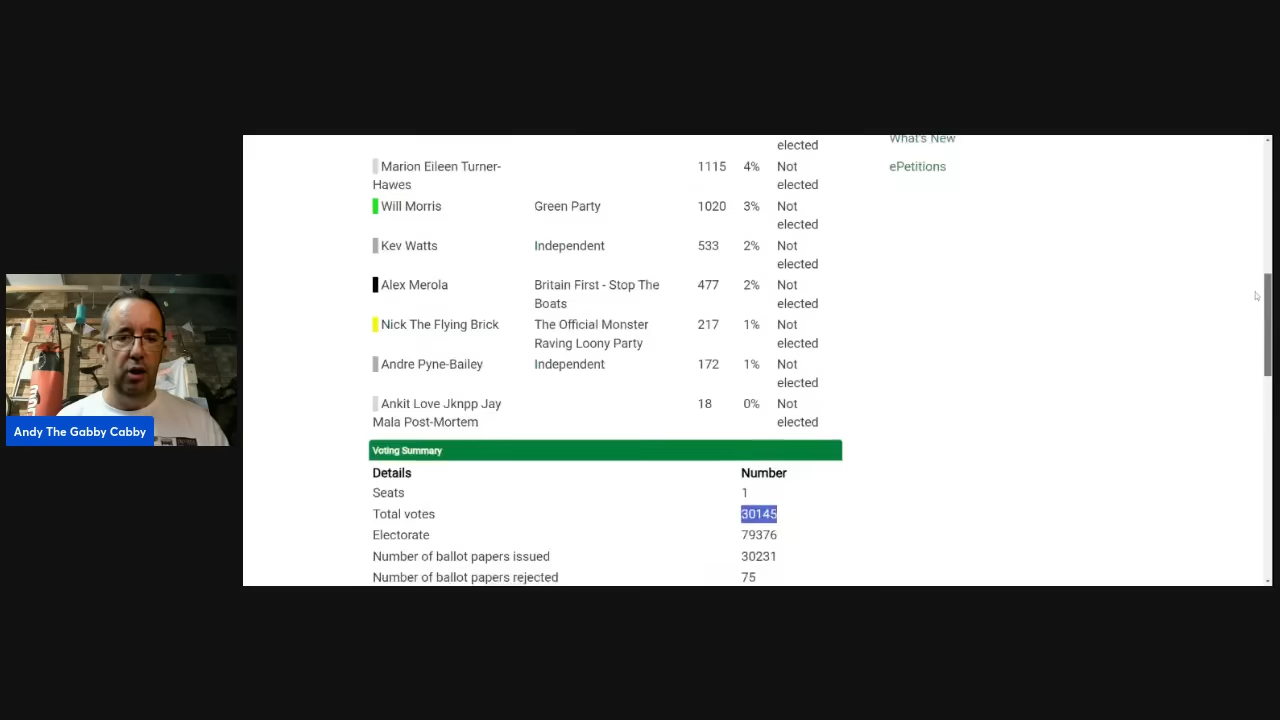 elected
What's New
Marion Eileen Turner-
Hawes
1115
4%
Not
elected
ePetitions
Will Morris
Green Party
1020
3%
Not
elected
Kev Watts
Independent
533
2%
Not
elected
Alex Merola
Britain First - Stop The
Boats
477
2%
Not
elected
Nick The Flying Brick
The Official Monster
Raving Loony Party
217
1%
Not
elected
Andre Pyne-Bailey
Independent
172
1%
Not
elected
Ankit Love Jknpp Jay
Mala Post-Mortem
18
0%
Not
elected
Voting Summary
Details
Number
Seats
1
Total votes
30145
Electorate
79376
Number of ballot papers issued
30231
Number of ballot papers rejected
75
Andy The Gabby Cabby